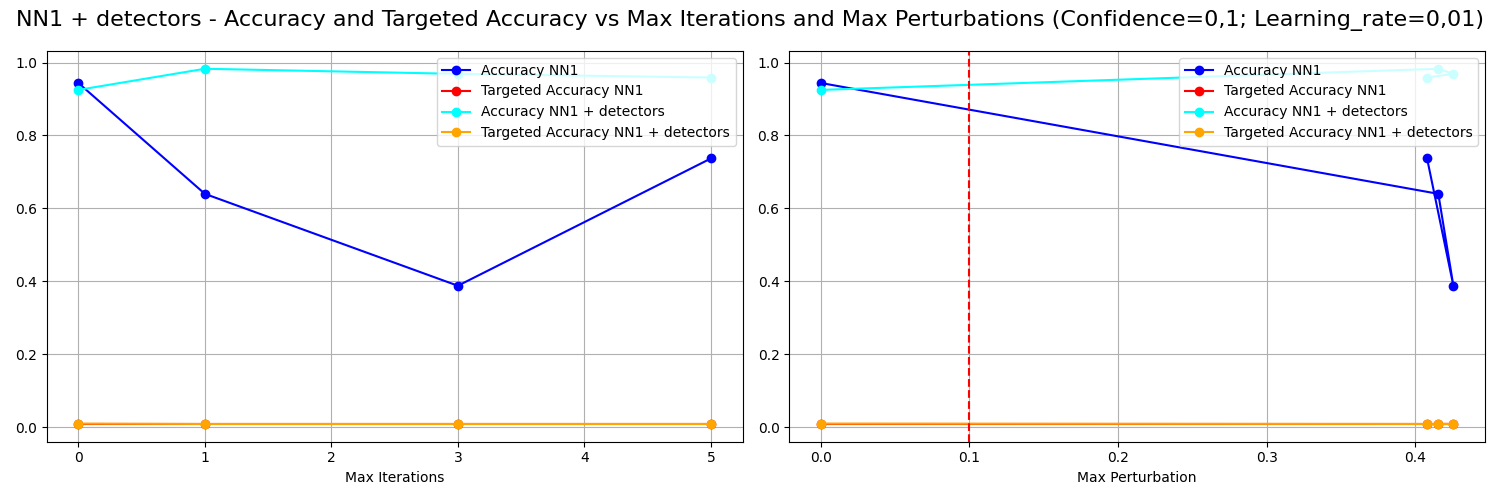 NN1 + detectors - Accuracy and Targeted Accuracy vs Max Iterations and Max Perturbations (Confidence=0,1; Learning_rate=0,01)
1.0
0.8
0.6
0.4
0.2
0.0
Accuracy NN1
Targeted Accuracy NN1
Accuracy NN1 + detectors
Targeted Accuracy NN1 + detectors
0 1 2 3 4 5
Max Iterations
1.0
0.8
0.6
0.4
0.2
0.0
Accuracy NN1
Targeted Accuracy NN1
Accuracy NN1 + detectors
Targeted Accuracy NN1 + detectors
0.0 0.1 0.2 0.3 0.4
Max Perturbation